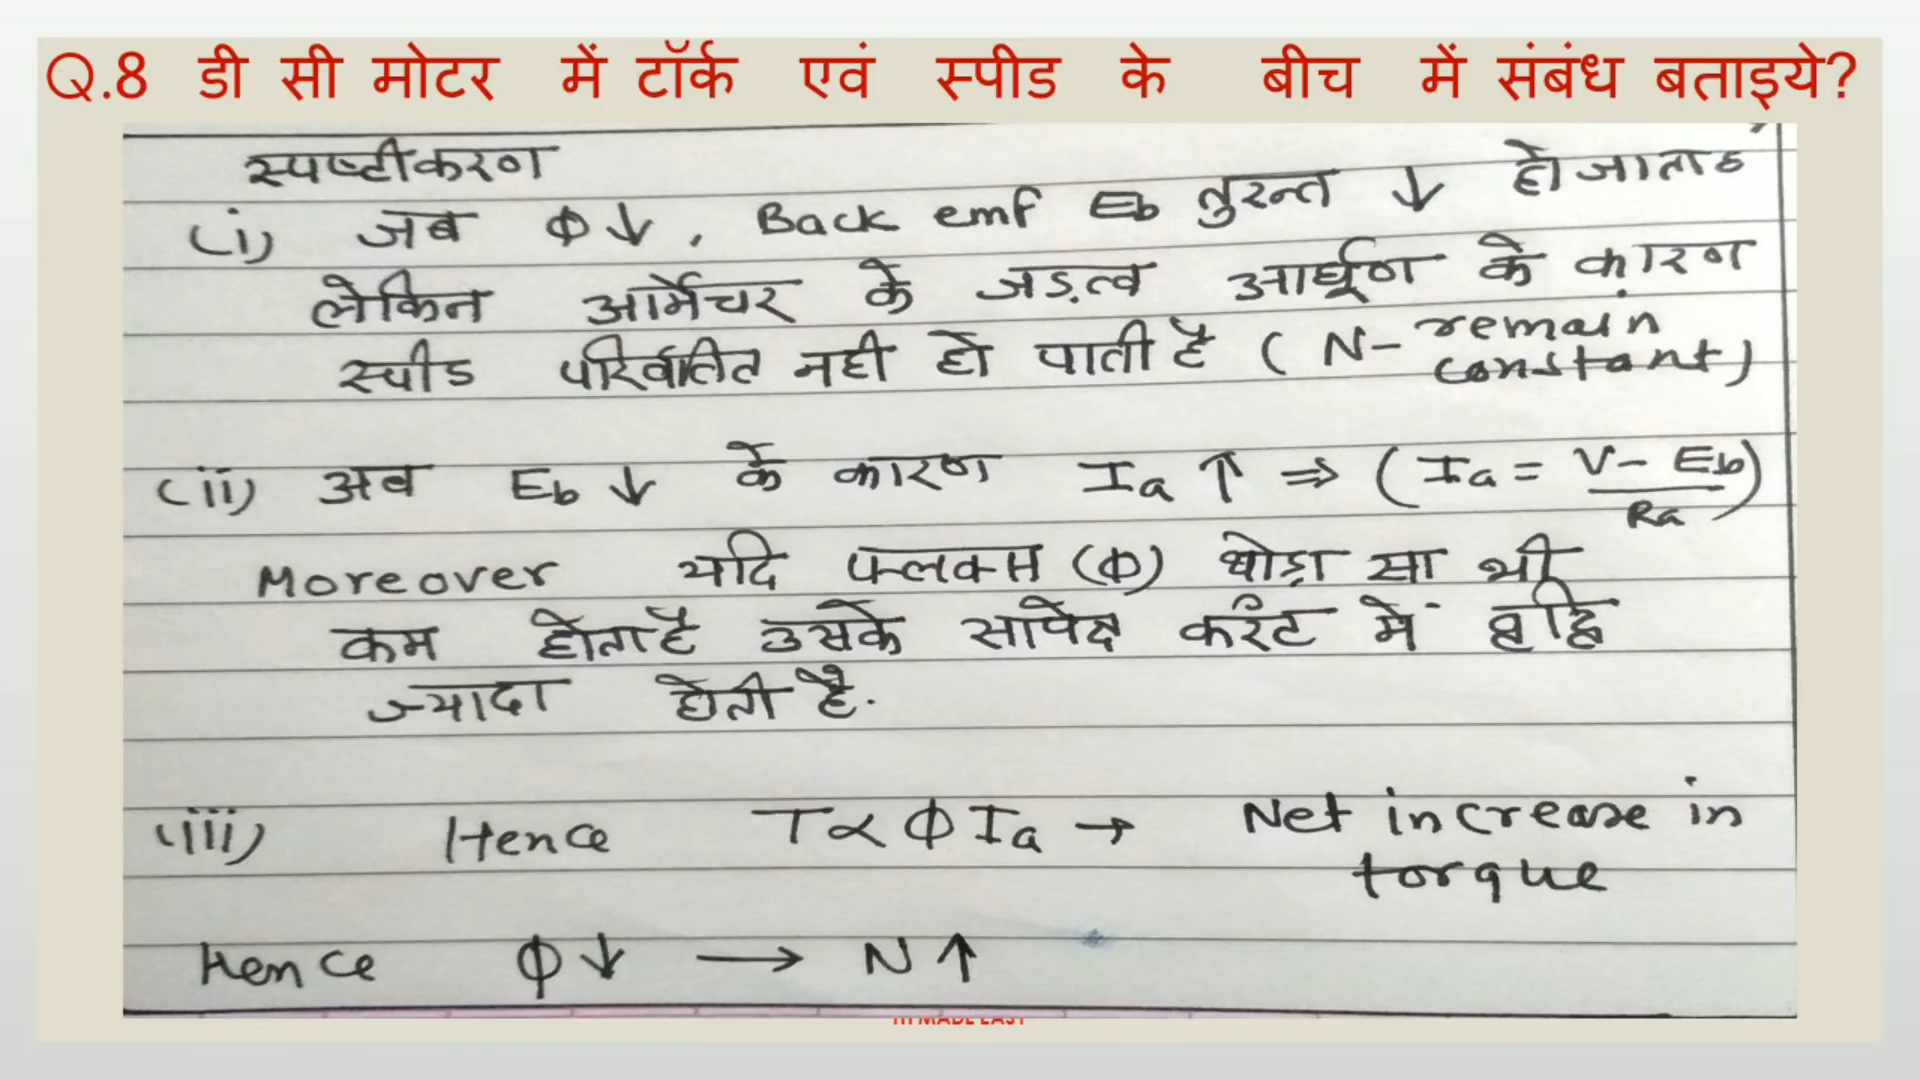 Q.8 डी सी मोटर में टॉर्क एवं स्पीड के बीच में संबंध बताइये?
स्पष्टीकरण
(i) जब Φ↓, Back emf Eb तुरन्त ↓ हो जाता है
लेकिन आर्मेचर के जड़त्व आर्घूण के कारण
स्पीड परिवर्तित नही हो पाती है ( N- remain constant)
(ii) अब Eb ↓ के कारण Ia ↑ ⇒ (Ia = V- Eb / Ra)
Moreover यदि फ्लक्स (Φ) थोड़ा सा भी
कम होता है उसके सापेक्ष करंट में वृद्धि
ज्यादा होती है.
(iii) Hence T∝ΦIa → Net increase in
torque
Hence Φ↓ → N↑